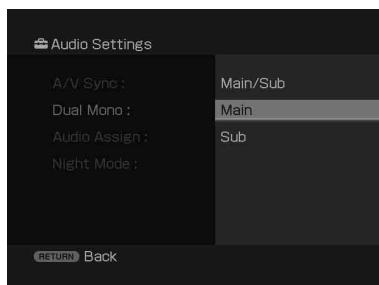 Audio Settings
A/V Sync :
Main/Sub
Dual Mono :
Main
Audio Assign :
Sub
Night Mode :
RETURN Back